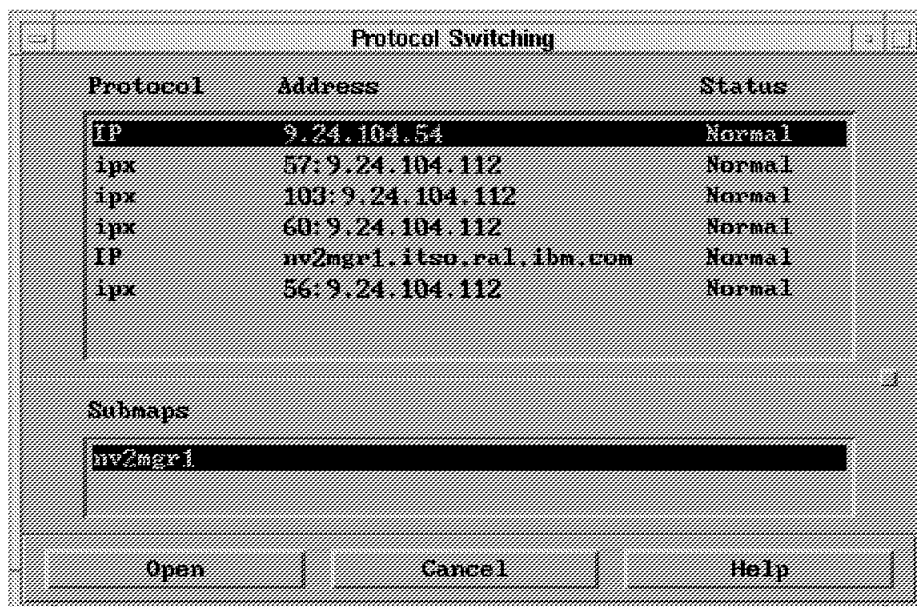 Protocol Switching
Protocol Address Status
IP 9.24.104.54 Normal
ipx 57:9.24.104.112 Normal
ipx 103:9.24.104.112 Normal
ipx 60:9.24.104.112 Normal
IP nv2mgr1.itso.ral.ibm.com Normal
ipx 56:9.24.104.112 Normal
Submaps
nv2mgr1
Open Cancel Help